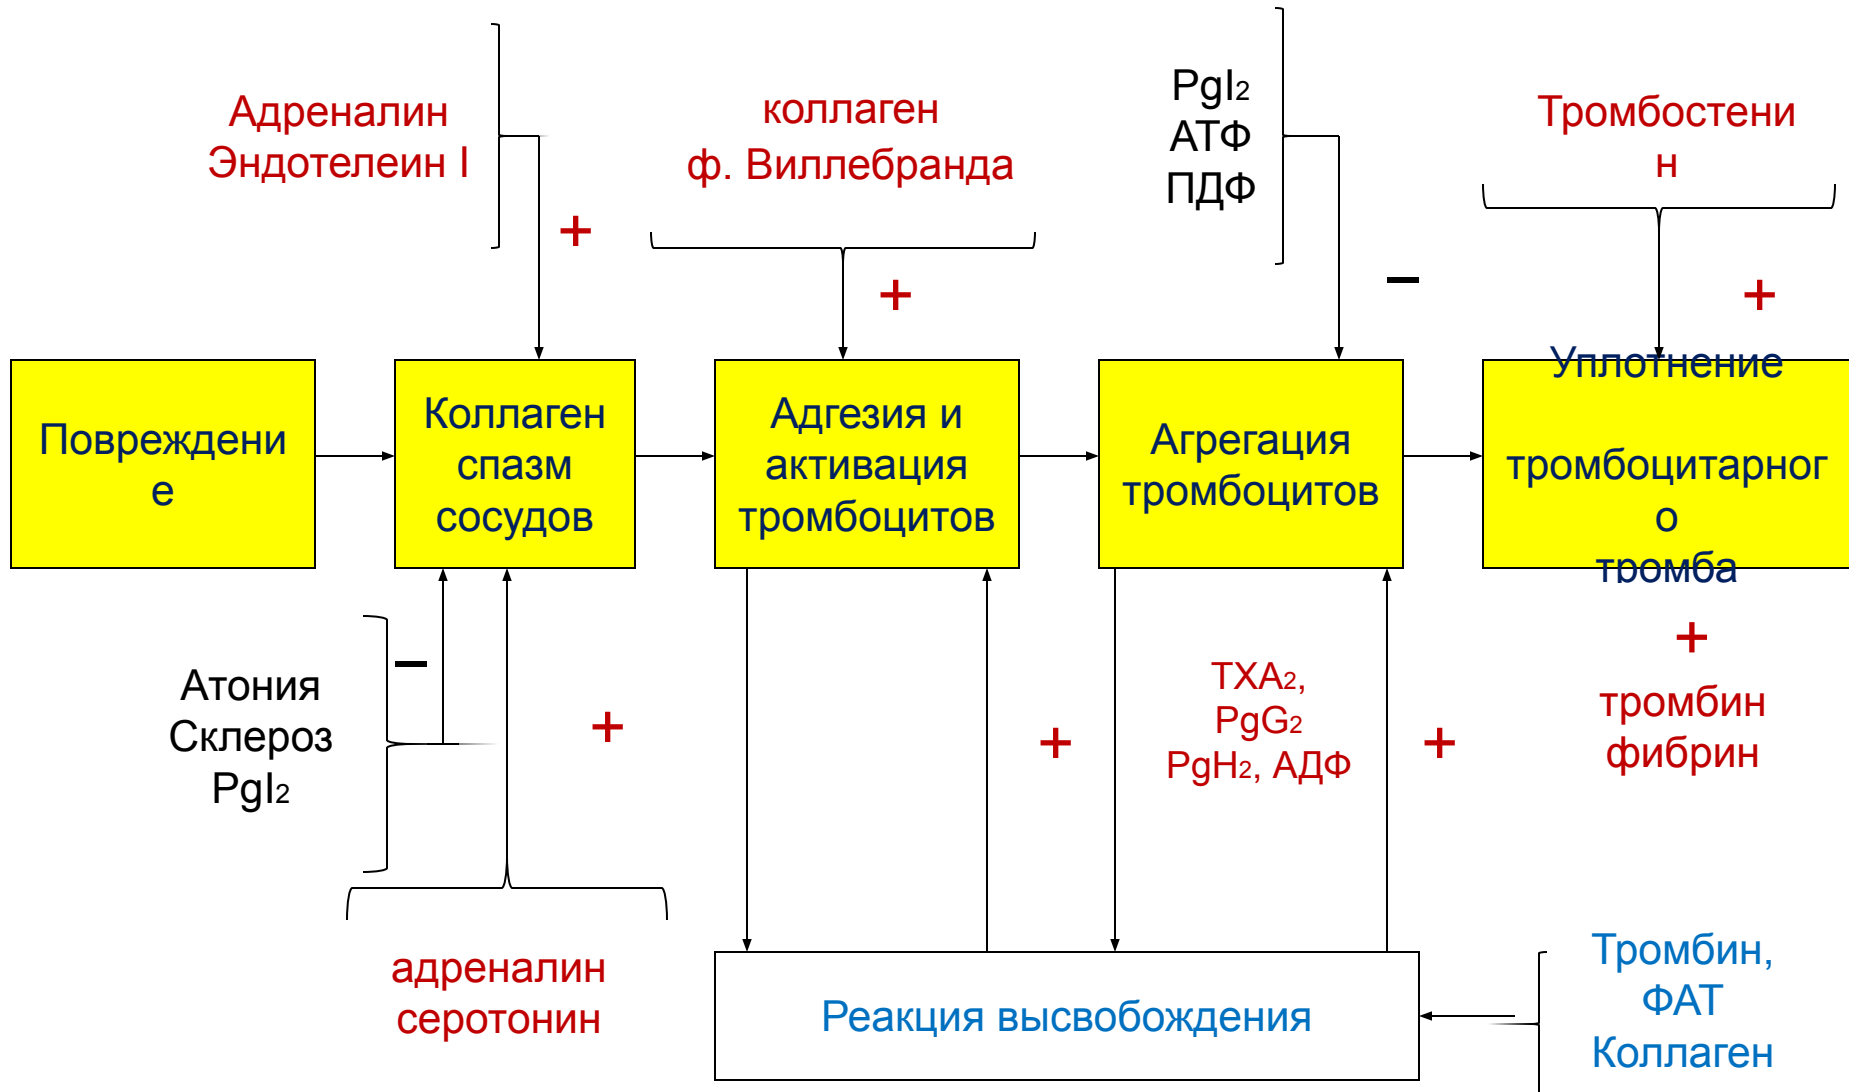 Адреналин
Эндотелеин I
+
коллаген
ф. Виллебранда
+
PgI2
АТФ
ПДФ
–
Тромбостени
н
+
Повреждени
е
Коллаген
спазм
сосудов
Адгезия и
активация
тромбоцитов
Агрегация
тромбоцитов
Уплотнение
тромбоцитарног
о
тромба
Атония
Склероз
PgI2
–
+
+
TXA2,
PgG2
PgH2, АДФ
+
+
тромбин
фибрин
адреналин
серотонин
Реакция высвобождения
Тромбин,
ФАТ
Коллаген